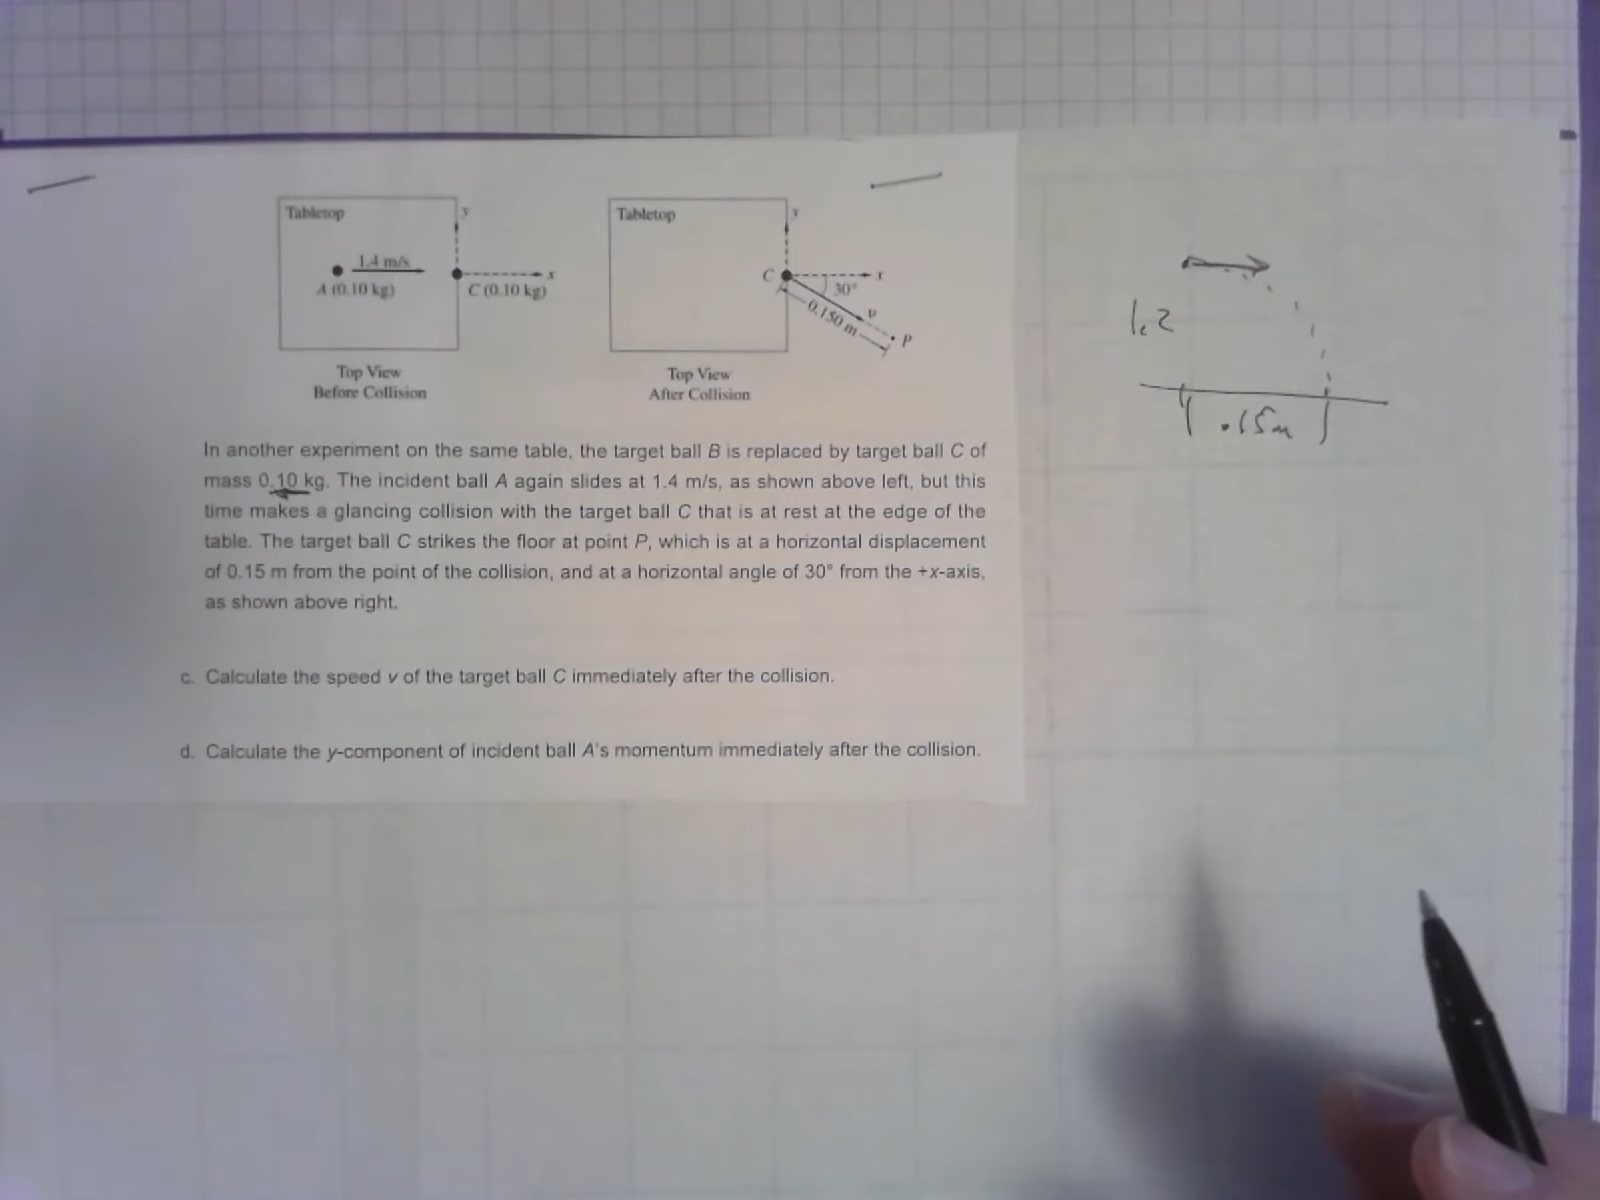 Tabletop
y
1.4 m/s
x
A (0.10 kg)
C (0.10 kg)
Top View
Before Collision
Tabletop
y
C
x
30°
v
0.150 m
P
Top View
After Collision
1.2
.15m
In another experiment on the same table, the target ball B is replaced by target ball C of
mass 0.10 kg. The incident ball A again slides at 1.4 m/s, as shown above left, but this
time makes a glancing collision with the target ball C that is at rest at the edge of the
table. The target ball C strikes the floor at point P, which is at a horizontal displacement
of 0.15 m from the point of the collision, and at a horizontal angle of 30° from the +x-axis,
as shown above right.
c. Calculate the speed v of the target ball C immediately after the collision.
d. Calculate the y-component of incident ball A's momentum immediately after the collision.